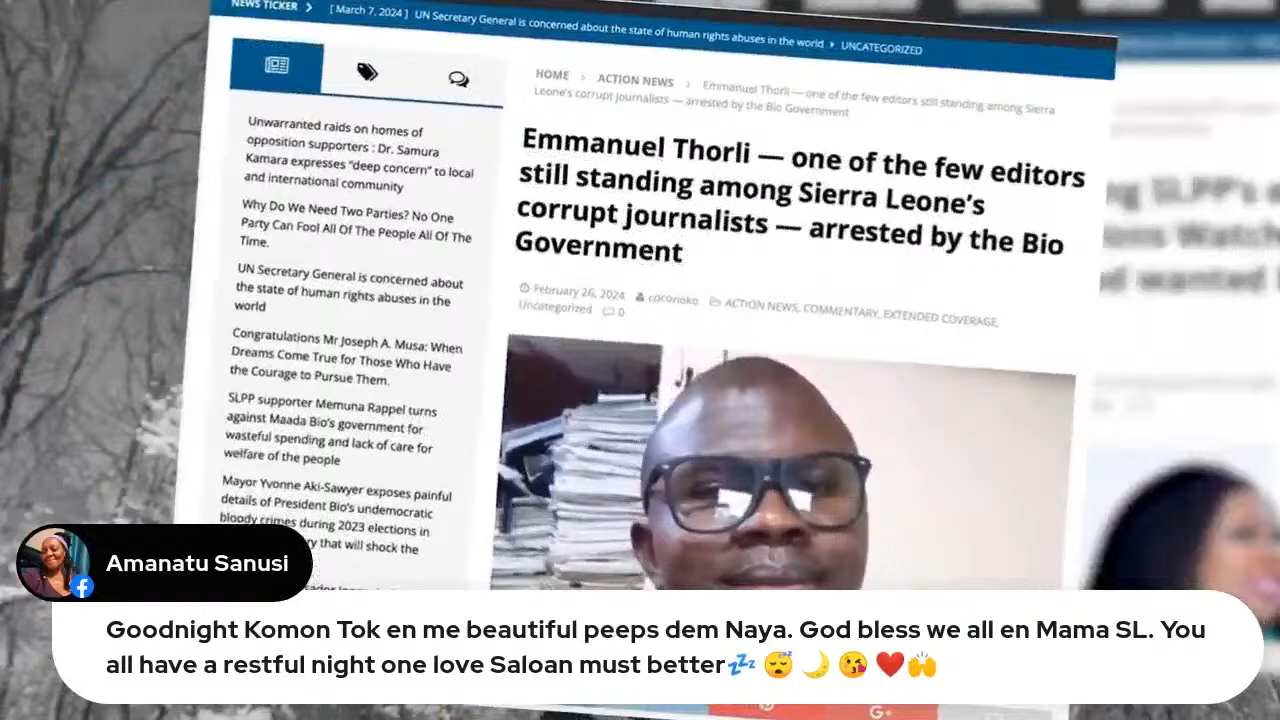 NEWS TICKER
[ March 7, 2024 ] UN Secretary General is concerned about the state of human rights abuses in the world
UNCATEGORIZED
Unwarranted raids on homes of
opposition supporters : Dr. Samura
Kamara expresses “deep concern” to local
and international community
Why Do We Need Two Parties? No One
Party Can Fool All Of The People All Of The
Time.
UN Secretary General is concerned about
the state of human rights abuses in the
world
Congratulations Mr Joseph A. Musa: When
Dreams Come True for Those Who Have
the Courage to Pursue Them.
SLPP supporter Memuna Rappel turns
against Maada Bio’s government for
wasteful spending and lack of care for
welfare of the people
Mayor Yvonne Aki-Sawyer exposes painful
details of President Bio’s undemocratic
bloody crimes during 2023 elections in
that will shock the
HOME > ACTION NEWS > Emmanuel Thorli — one of the few editors still standing among Sierra
Leone’s corrupt journalists — arrested by the Bio Government
Emmanuel Thorli — one of the few editors
still standing among Sierra Leone’s
corrupt journalists — arrested by the Bio
Government
February 26, 2024 cocorioko ACTION NEWS, COMMENTARY, EXTENDED COVERAGE,
Uncategorized 0
Amanatu Sanusi
Goodnight Komon Tok en me beautiful peeps dem Naya. God bless we all en Mama SL. You
all have a restful night one love Saloan must better💤 😴 🌙 😘 ❤️🙌
G+